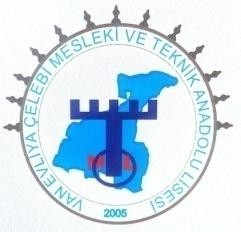 VAN EVLİYA ÇELEBİ MESLEKİ VE TEKNİK ANADOLU LİSESİ
2005